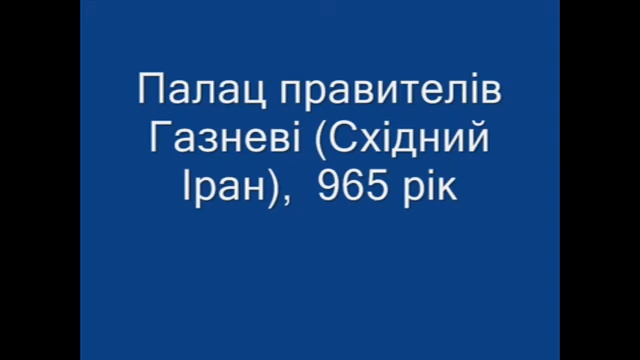 Палац правителів
Газневі (Східний
Іран),  965 рік